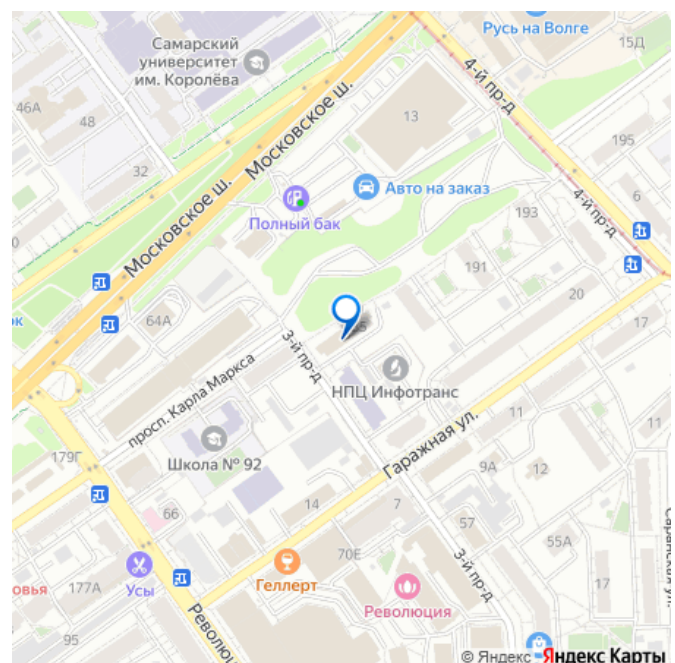 Русь на Волге
15Д
Самарский
университет
им. Королёва
4-й пр-д
46А
48
Московское ш.
13
195
32
Авто на заказ
4-й пр-д
6
Полный бак
193
Московское ш.
191
20
64А
17
3-й пр-д
НПЦ Инфотранс
просп. Карла Маркса
11
Гаражная ул.
11
Школа № 92
179Г
9А
12
14
7
66
57
70Е
55А
3-й пр-д
Геллерт
Усы
177А
17
Революция
95
© Яндекс
Яндекс Карты